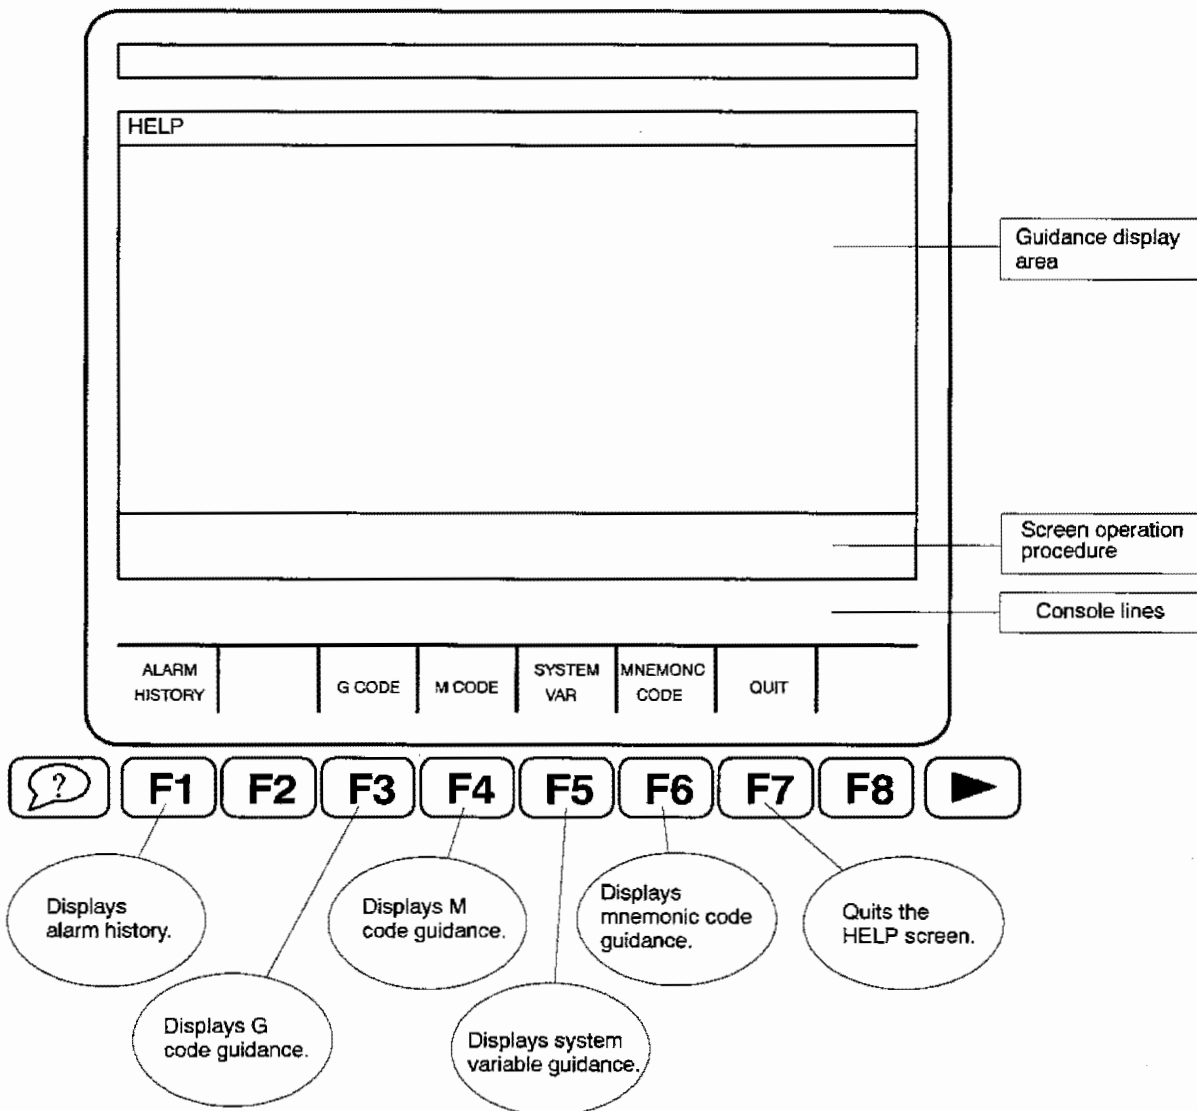 HELP
Guidance display
area
Screen operation
procedure
Console lines
ALARM
HISTORY
G CODE
M CODE
SYSTEM
VAR
MNEMONC
CODE
QUIT
?
F1
F2
F3
F4
F5
F6
F7
F8
Displays
alarm history.
Displays M
code guidance.
Displays
mnemonic code
guidance.
Quits the
HELP screen.
Displays G
code guidance.
Displays system
variable guidance.